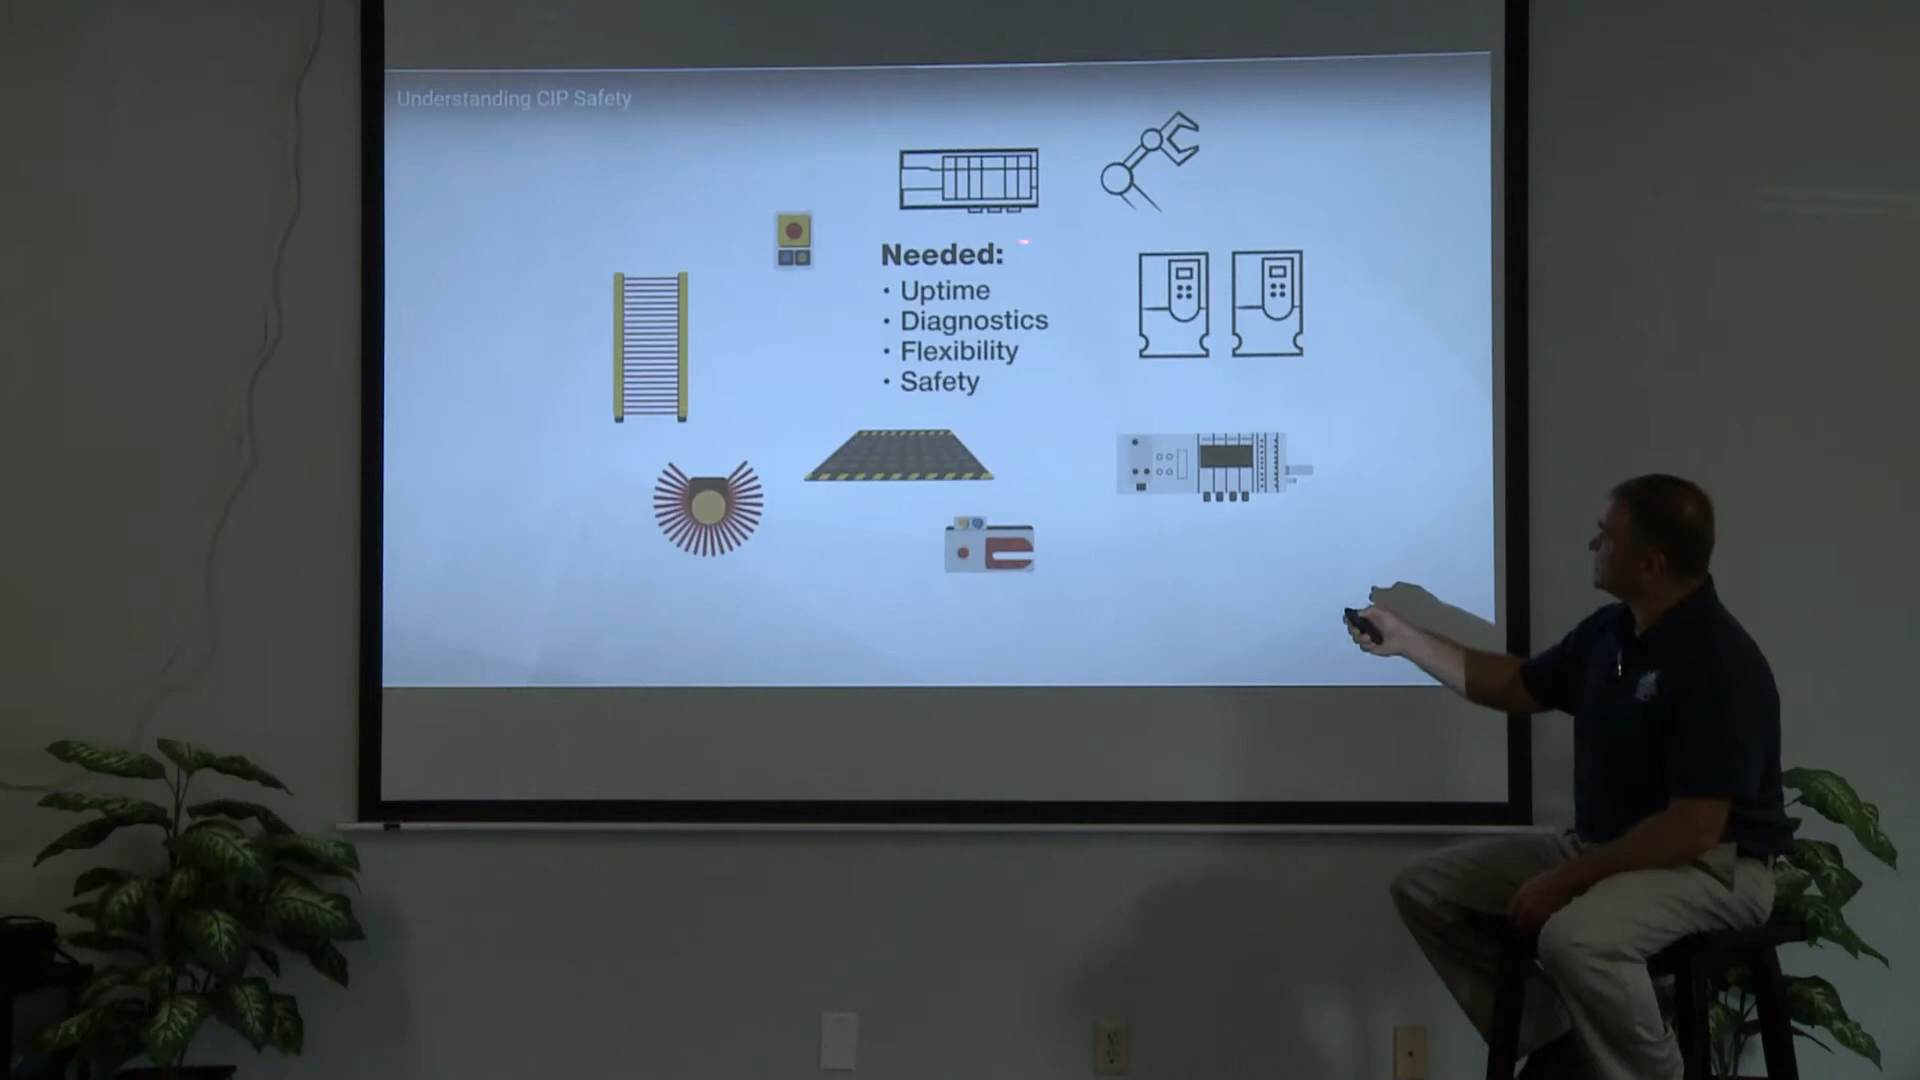 Understanding CIP Safety
Needed:
• Uptime
• Diagnostics
• Flexibility
• Safety